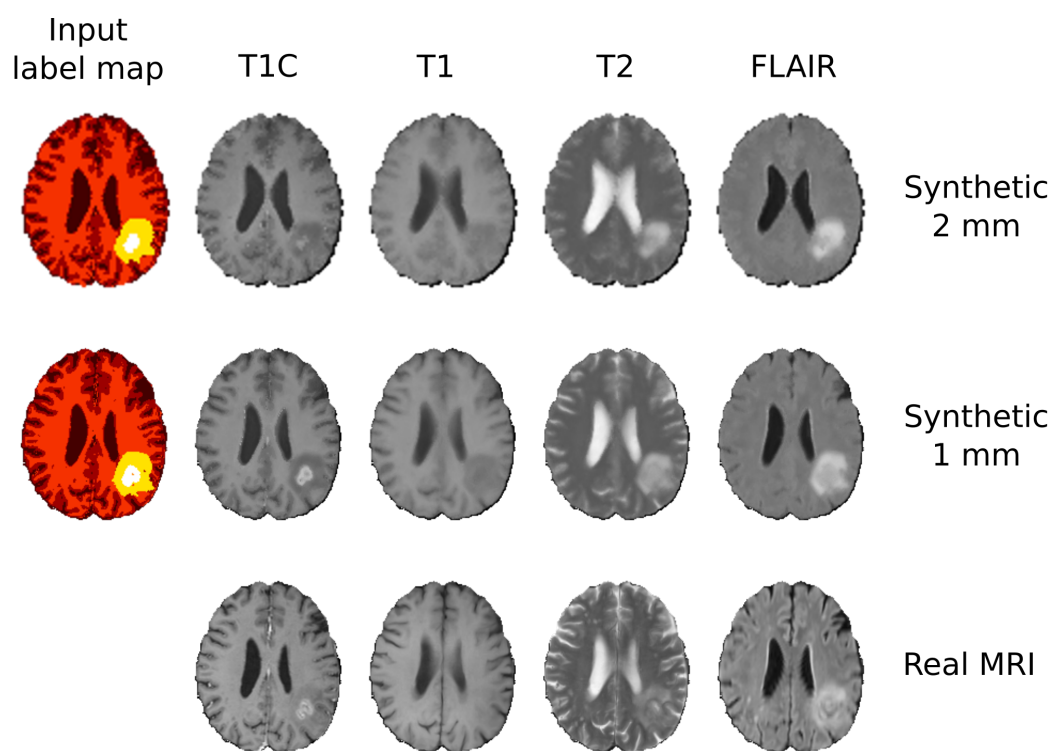 Input
label map
T1C
T1
T2
FLAIR
Synthetic
2 mm
Synthetic
1 mm
Real MRI